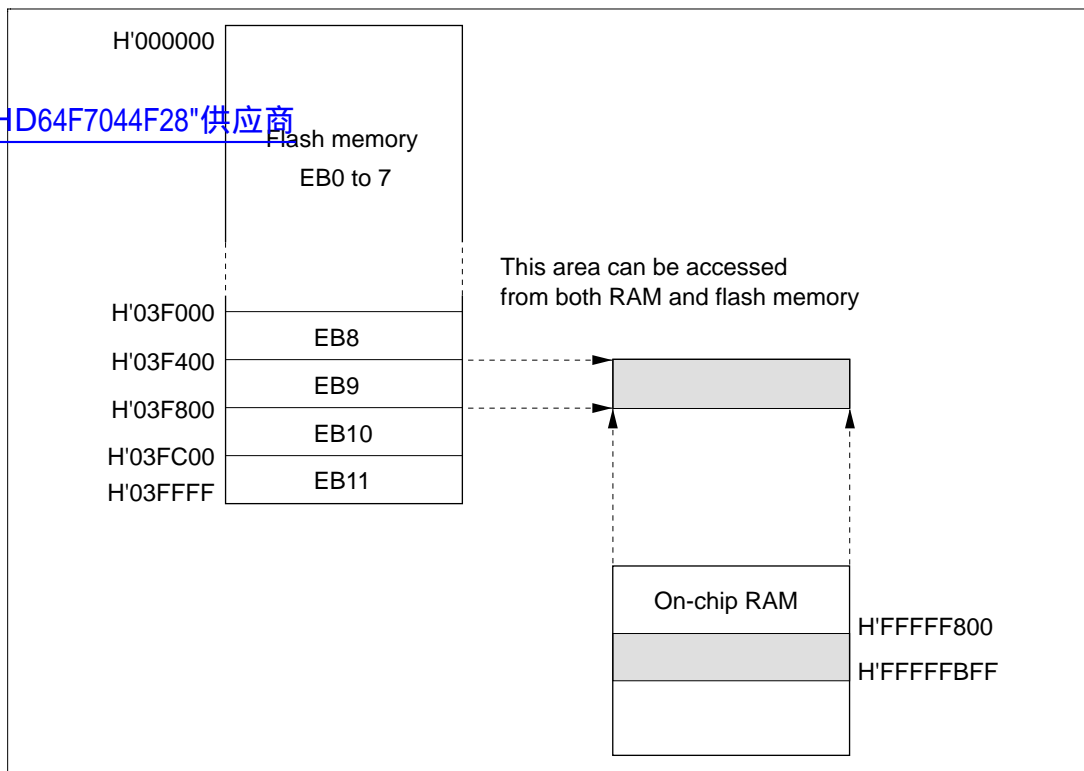 H'000000
HD64F7044F28"供应商
Flash memory
EB0 to 7
This area can be accessed
from both RAM and flash memory
H'03F000
EB8
H'03F400
EB9
H'03F800
EB10
H'03FC00
EB11
H'03FFFF
On-chip RAM
H'FFFFF800
H'FFFFFBFF